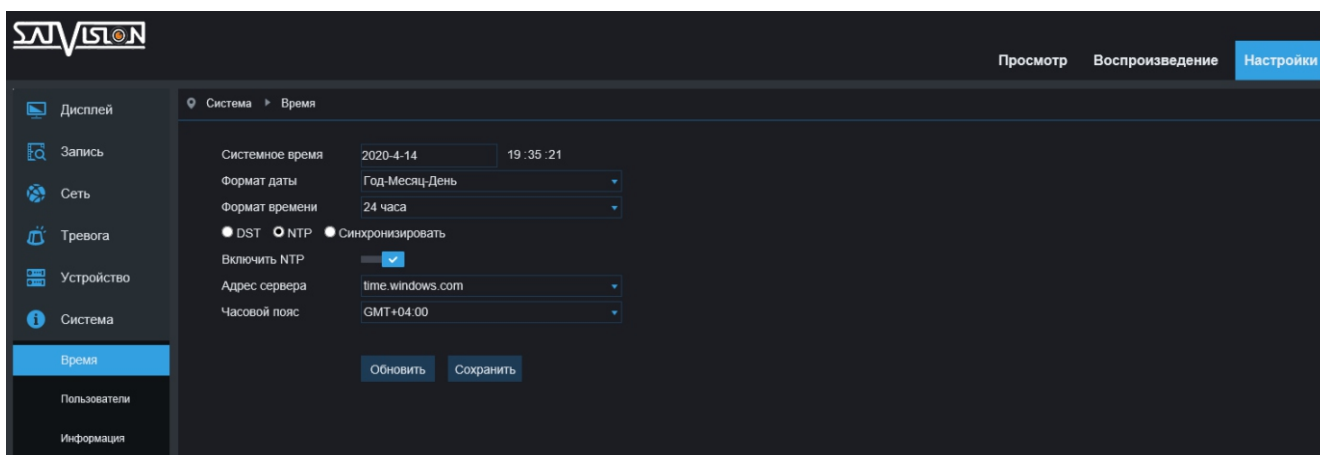 SATVISION
Просмотр Воспроизведение Настройки
Дисплей
Запись
Сеть
Тревога
Устройство
Система
Время
Пользователи
Информация
Система Время
Системное время 2020-4-14 19:35:21
Формат даты Год-Месяц-День
Формат времени 24 часа
DST NTP Синхронизировать
Включить NTP
Адрес сервера time.windows.com
Часовой пояс GMT+04:00
Обновить Сохранить